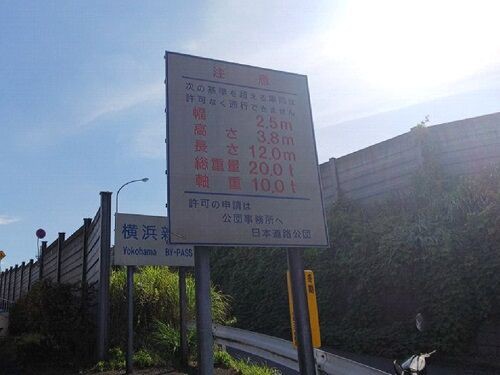 注意
次の基準を超える車両は
許可なく通行できません
幅 2.5m
高さ 3.8m
長さ 12.0m
総重量 20.0t
軸重 10.0t
許可の申請は
公団事務所へ
日本道路公団
横浜新
Yokohama BY-PASS